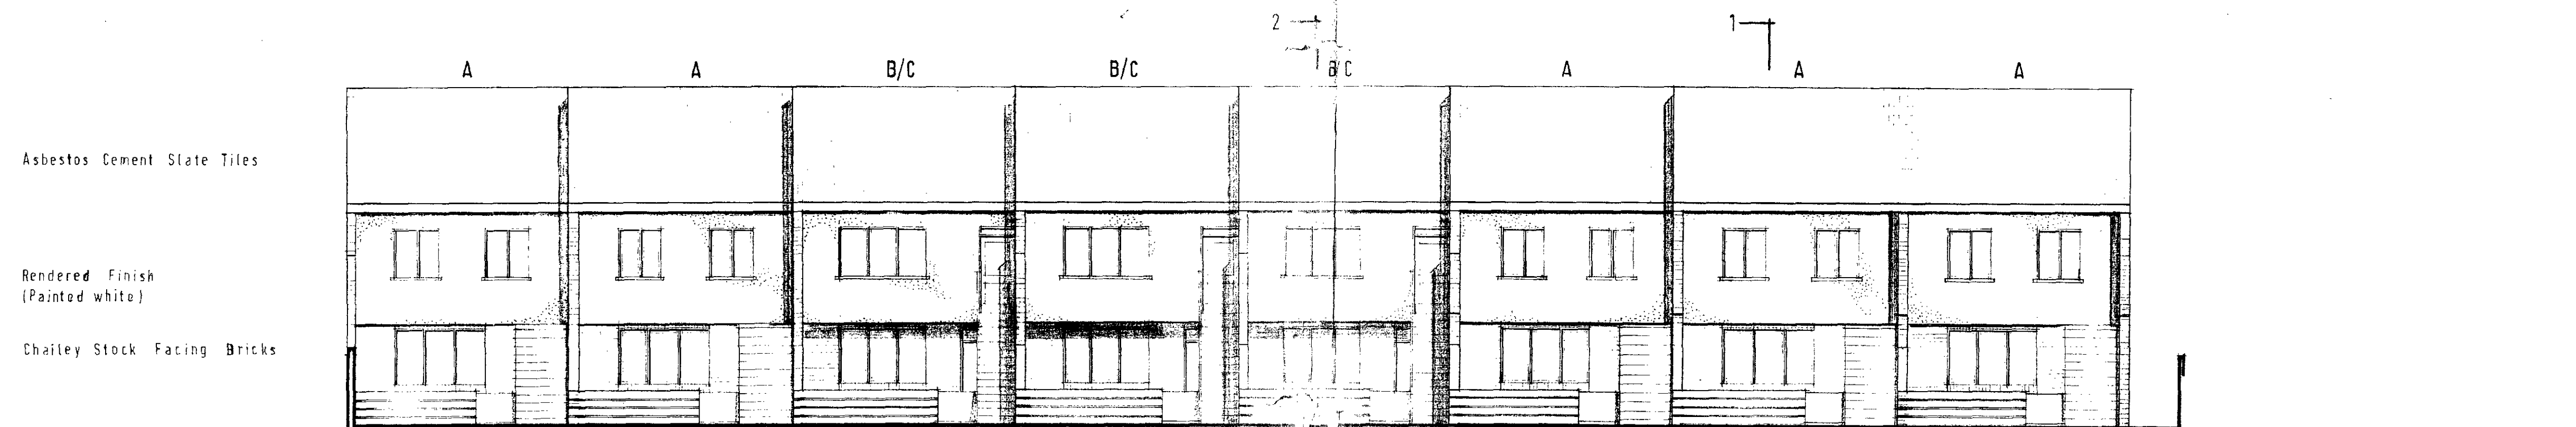 2
1
A
A
B/C
B/C
B/C
A
A
A
Asbestos Cement Slate Tiles
Rendered Finish
(Painted white)
Chailey Stock Facing Bricks